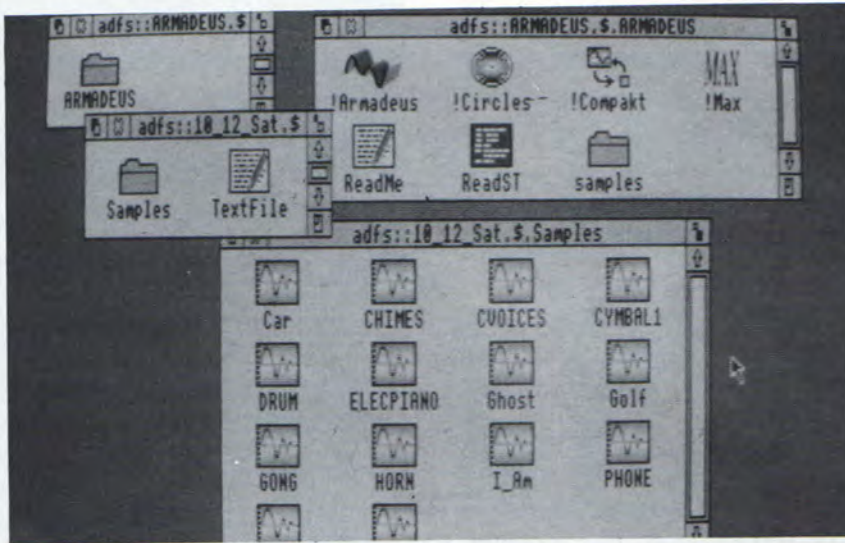 adfs::ARMADEUS.$
ARMADEUS
adfs::ARMADEUS.$.ARMADEUS
!Armadeus !Circles !Compakt !Max
MAX
ReadMe ReadST samples
adfs::10_12_Sat.$
Samples TextFile
adfs::10_12_Sat.$.Samples
Car CHIMES CVOICES CYMBAL1
DRUM ELECPIANO Ghost Golf
GONG HORN I_Am PHONE